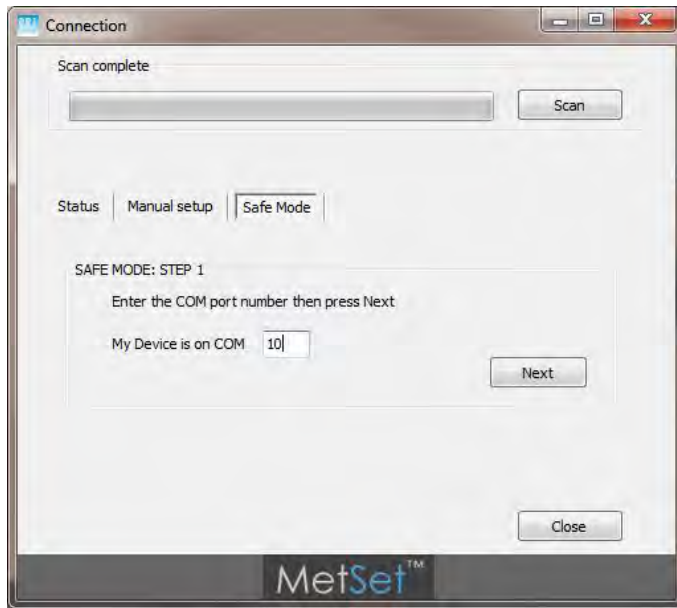 Connection
Scan complete
Scan
Status Manual setup Safe Mode
SAFE MODE: STEP 1
Enter the COM port number then press Next
My Device is on COM 10
Next
Close
MetSet™